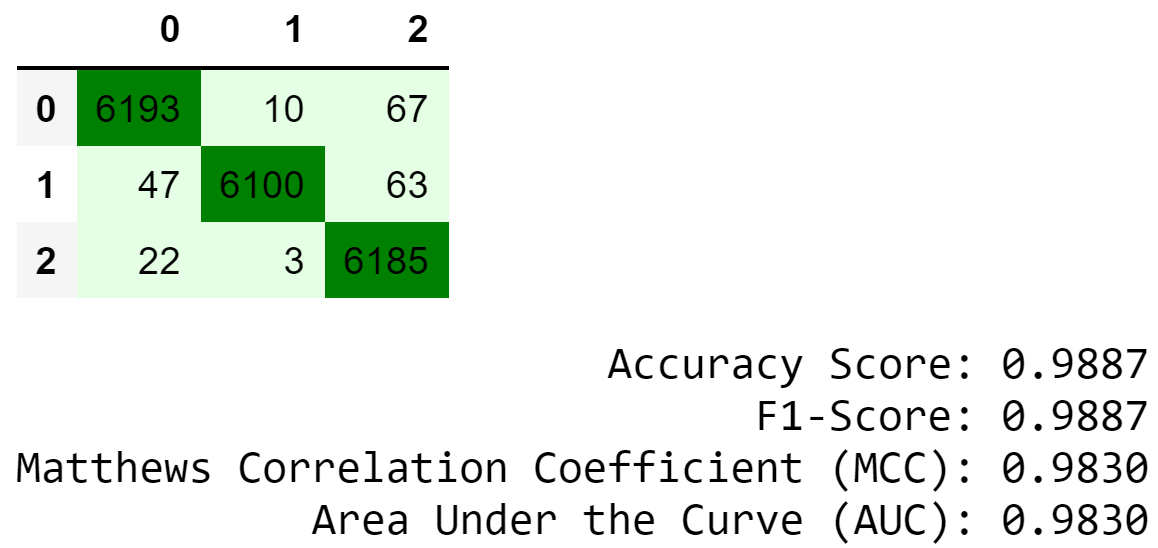 0 1 2
0 6193 10 67
1 47 6100 63
2 22 3 6185
Accuracy Score: 0.9887
F1-Score: 0.9887
Matthews Correlation Coefficient (MCC): 0.9830
Area Under the Curve (AUC): 0.9830